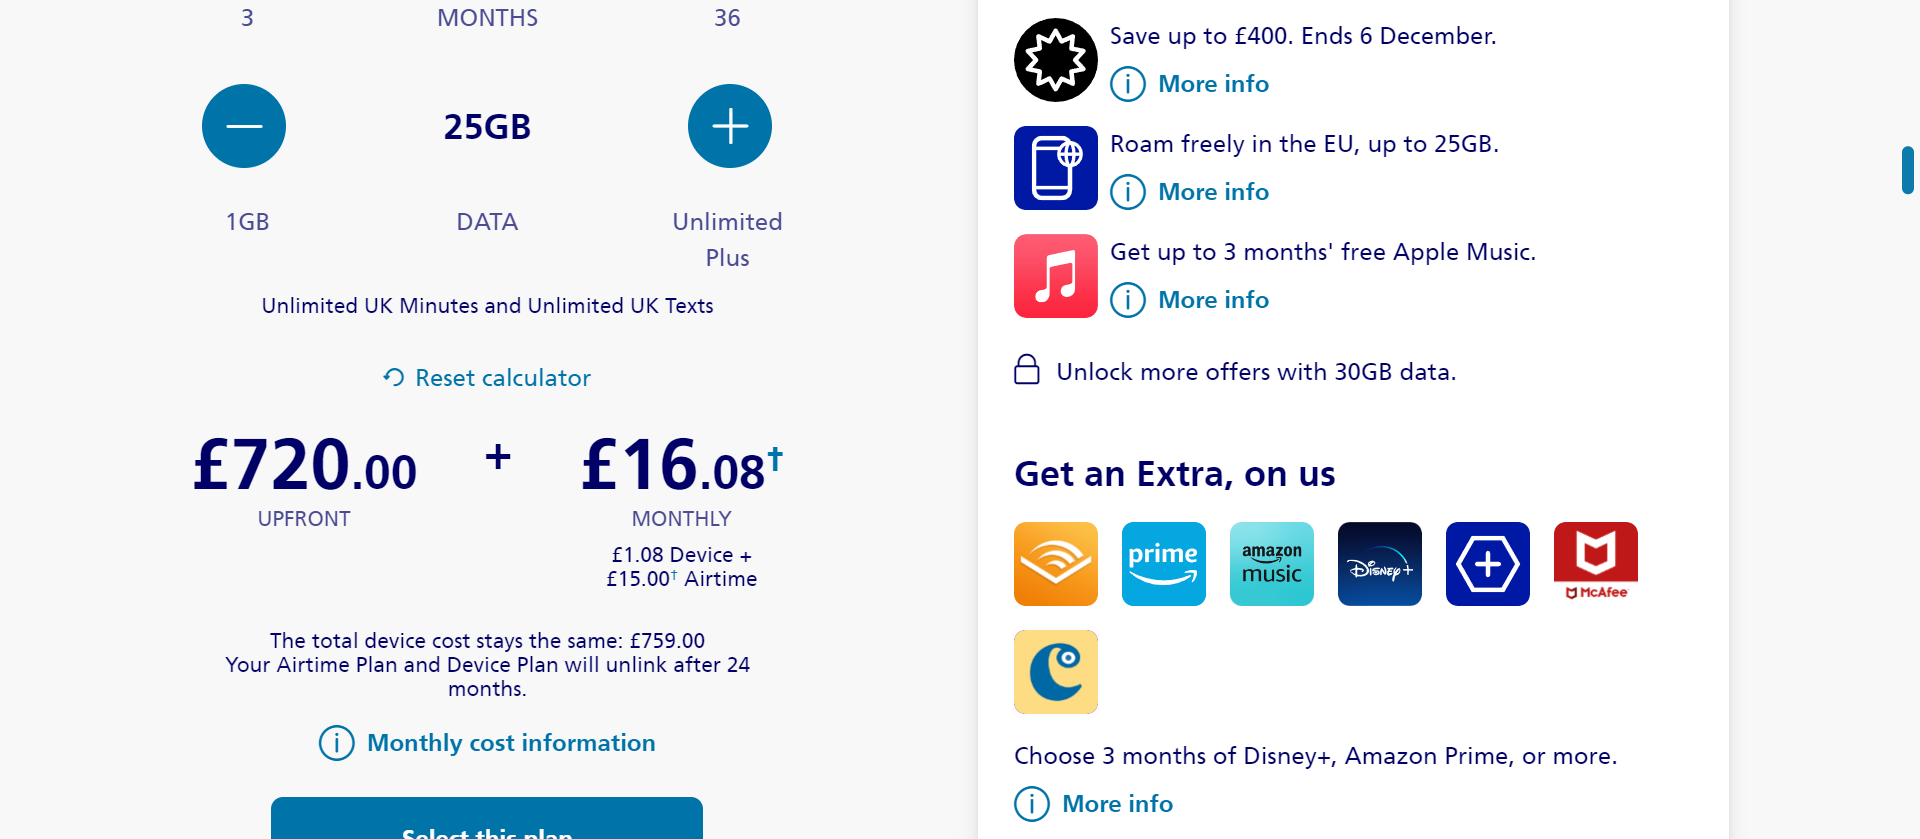 3
MONTHS
36
25GB
1GB
DATA
Unlimited
Plus
Unlimited UK Minutes and Unlimited UK Texts
Reset calculator
£720.00
+
£16.08†
UPFRONT
MONTHLY
£1.08 Device +
£15.00† Airtime
The total device cost stays the same: £759.00
Your Airtime Plan and Device Plan will unlink after 24
months.
Monthly cost information
Select this plan
Save up to £400. Ends 6 December.
More info
Roam freely in the EU, up to 25GB.
More info
Get up to 3 months' free Apple Music.
More info
Unlock more offers with 30GB data.
Get an Extra, on us
prime
amazon
music
Disney+
McAfee
Choose 3 months of Disney+, Amazon Prime, or more.
More info